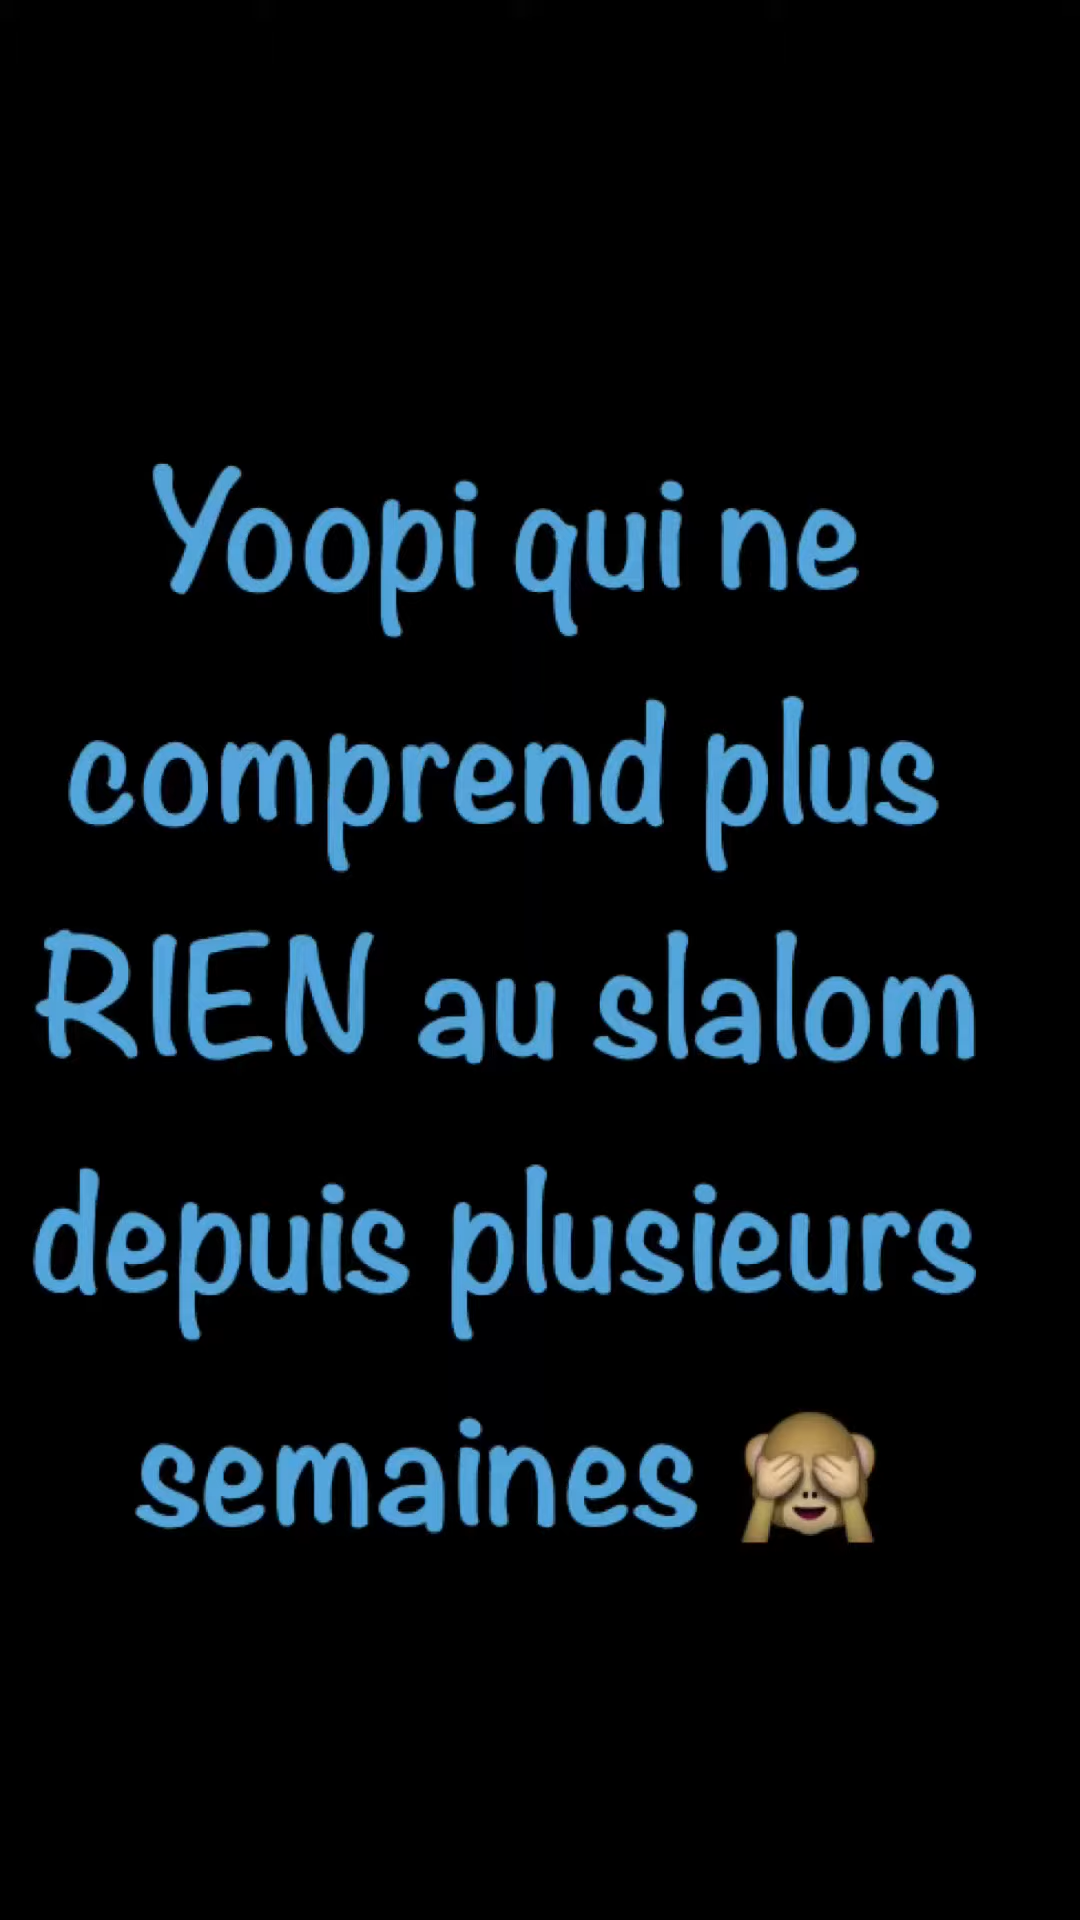 Yoopi qui ne
comprend plus
RIEN au slalom
depuis plusieurs
semaines 🙈